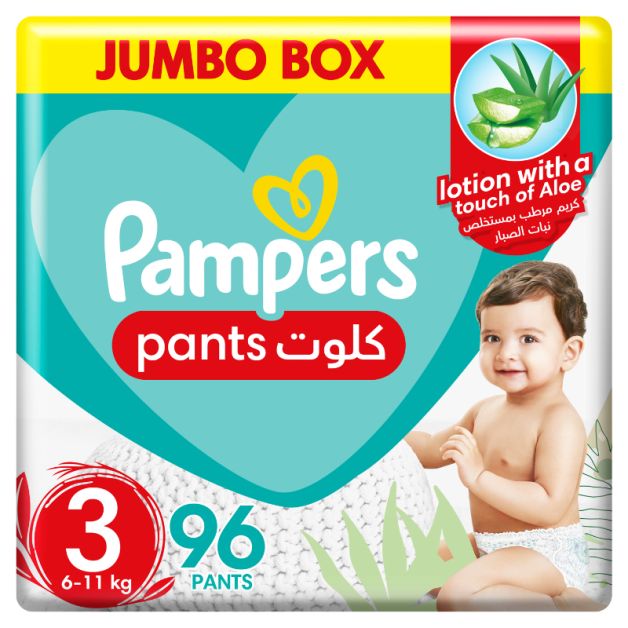 JUMBO BOX
lotion with a
touch of Aloe
كريم مرطب بمستخلص
نبات الصبار
Pampers
pants كلوت
3
6-11 kg
96
PANTS